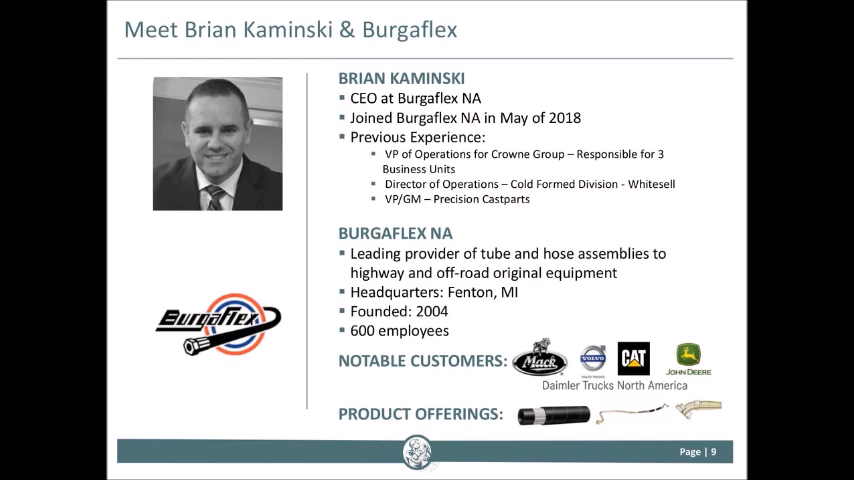 Meet Brian Kaminski & Burgaflex
BRIAN KAMINSKI
CEO at Burgaflex NA
Joined Burgaflex NA in May of 2018
Previous Experience:
VP of Operations for Crowne Group – Responsible for 3
Business Units
Director of Operations – Cold Formed Division - Whitesell
VP/GM – Precision Castparts
BURGAFLEX NA
Leading provider of tube and hose assemblies to
highway and off-road original equipment
Headquarters: Fenton, MI
Founded: 2004
600 employees
BurgaFlex
NOTABLE CUSTOMERS:
Mack
VOLVO
VOLVO TRUCKS
CAT
JOHN DEERE
Daimler Trucks North America
PRODUCT OFFERINGS:
Page | 9